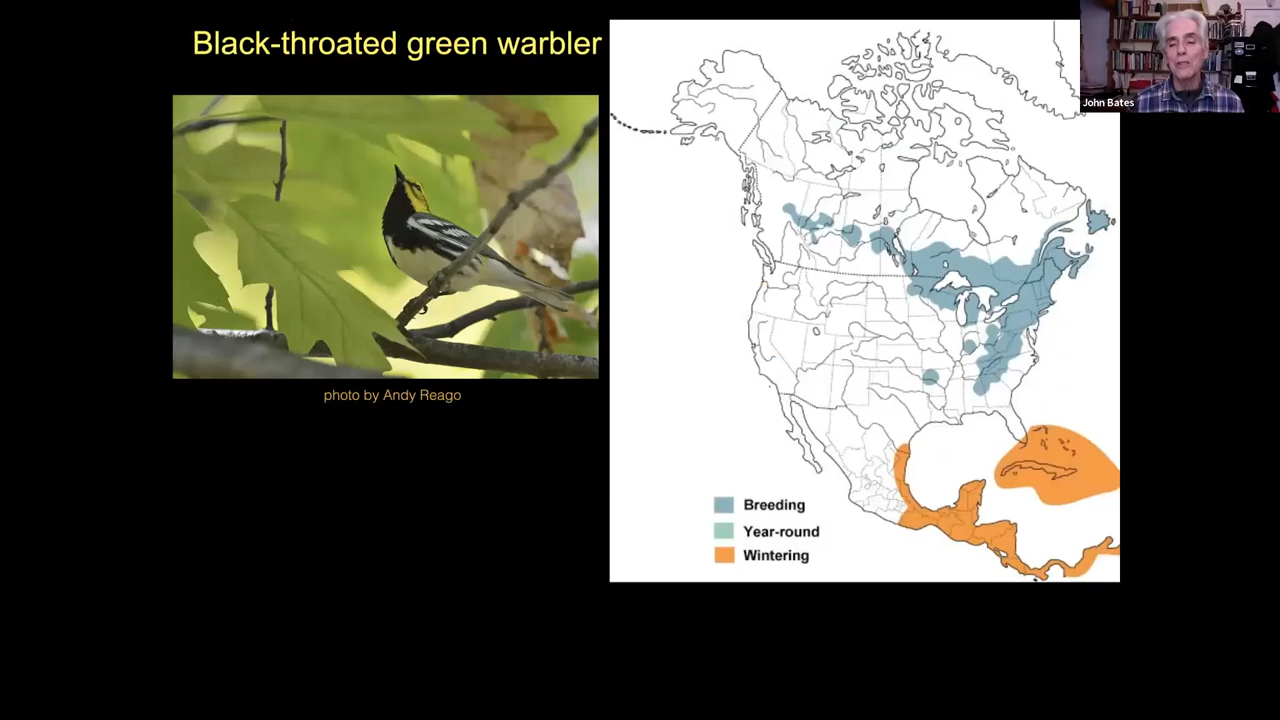 Black-throated green warbler
photo by Andy Reago
Breeding
Year-round
Wintering
John Bates